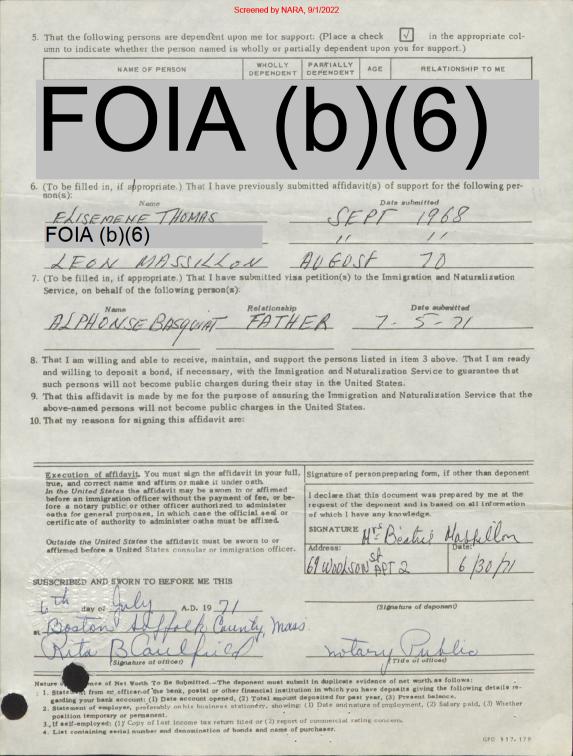 Screened by NARA, 9/1/2022
5. That the following persons are dependent upon me for support: (Place a check √ in the appropriate col-
umn to indicate whether the person named is wholly or partially dependent upon you for support.)
NAME OF PERSON WHOLLY DEPENDENT PARTIALLY DEPENDENT AGE RELATIONSHIP TO ME
FOIA (b)(6)
6. (To be filled in, if appropriate.) That I have previously submitted affidavit(s) of support for the following per-
son(s):
Name Date submitted
ELISEMENE THOMAS SEPT 1968
FOIA (b)(6) " "
LEON MASSILLON AUGUST 70
7. (To be filled in, if appropriate.) That I have submitted visa petition(s) to the Immigration and Naturalization
Service, on behalf of the following person(s):
Name Relationship Date submitted
ALPHONSE BASQUIAT FATHER 7-5-71
8. That I am willing and able to receive, maintain, and support the persons listed in item 3 above. That I am ready
and willing to deposit a bond, if necessary, with the Immigration and Naturalization Service to guarantee that
such persons will not become public charges during their stay in the United States.
9. That this affidavit is made by me for the purpose of assuring the Immigration and Naturalization Service that the
above-named persons will not become public charges in the United States.
10. That my reasons for signing this affidavit are:
Execution of affidavit. You must sign the affidavit in your full,
true, and correct name and affirm or make it under oath.
In the United States the affidavit may be sworn to or affirmed
before an immigration officer without the payment of fee, or be-
fore a notary public or other officer authorized to administer
oaths for general purposes, in which case the official seal or
certificate of authority to administer oaths must be affixed.
Outside the United States the affidavit must be sworn to or
affirmed before a United States consular or immigration officer.
Signature of person preparing form, if other than deponent
I declare that this document was prepared by me at the
request of the deponent and is based on all information
of which I have any knowledge.
SIGNATURE Mrs Béatrice Massillon
Address: Date:
69 WOOLSON ST APT 2 6/30/71
SUBSCRIBED AND SWORN TO BEFORE ME THIS
6th day of July A.D. 19 71
(Signature of deponent)
at Boston Suffolk County, Mass.
Rita B Caulfield Notary Public
(Signature of officer) (Title of officer)
Nature of Evidence of Net Worth To Be Submitted.—The deponent must submit in duplicate evidence of net worth as follows:
1. Statement from an officer of the bank, postal or other financial institution in which you have deposits giving the following details re-
garding your bank account: (1) Date account opened, (2) Total amount deposited for past year, (3) Present balance.
2. Statement of employer, preferably on his business stationery, showing: (1) Date and nature of employment, (2) Salary paid, (3) Whether
position temporary or permanent.
3. If self-employed: (1) Copy of last income tax return filed or (2) report of commercial rating concern.
4. List containing serial number and denomination of bonds and name of purchaser.
GPO 917-179